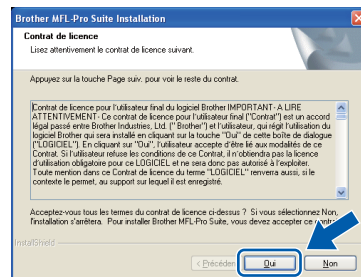 Brother MFL-Pro Suite Installation
Contrat de licence
Lisez attentivement le contrat de licence suivant.
Appuyez sur la touche Page suiv. pour voir le reste du contrat.
Contrat de licence pour l'utilisateur final du logiciel Brother IMPORTANT - A LIRE
ATTENTIVEMENT - Ce contrat de licence pour l'utilisateur final ("Contrat") est un accord
légal passé entre Brother Industries, Ltd. (" Brother") et l'utilisateur, qui régit l'utilisation du
logiciel Brother qui sera installé en cliquant sur la touche "Oui" de cette boîte de dialogue
("LOGICIEL"). En cliquant sur "Oui", l'utilisateur accepte d'être lié aux modalités de ce
Contrat. Si l'utilisateur refuse les conditions de ce Contrat, il n'obtiendra pas la licence
d'utilisation obligatoire pour ce LOGICIEL et ne sera donc pas autorisé à l'exploiter.
Toute mention dans ce Contrat de licence du terme "LOGICIEL" renverra aussi, si le
contexte le permet, au support sur lequel il est enregistré.
Acceptez-vous tous les termes du contrat de licence ci-dessus ? Si vous sélectionnez Non,
l'installation s'arrêtera. Pour installer Brother MFL-Pro Suite, vous devez accepter ce
InstallShield
< Précédent
Oui
Non